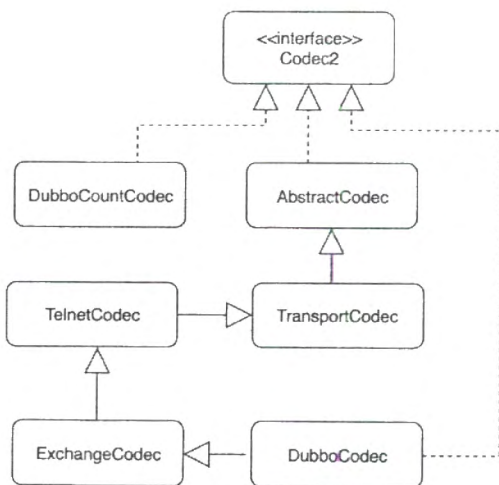 <<interface>>
Codec2
DubboCountCodec
AbstractCodec
TelnetCodec
TransportCodec
ExchangeCodec
DubboCodec